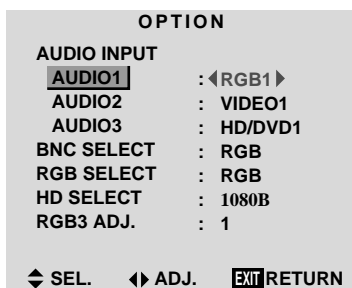 OPTION
AUDIO INPUT
AUDIO1 : ◀RGB1▶
AUDIO2 : VIDEO1
AUDIO3 : HD/DVD1
BNC SELECT : RGB
RGB SELECT : RGB
HD SELECT : 1080B
RGB3 ADJ. : 1
SEL. ADJ. EXIT RETURN